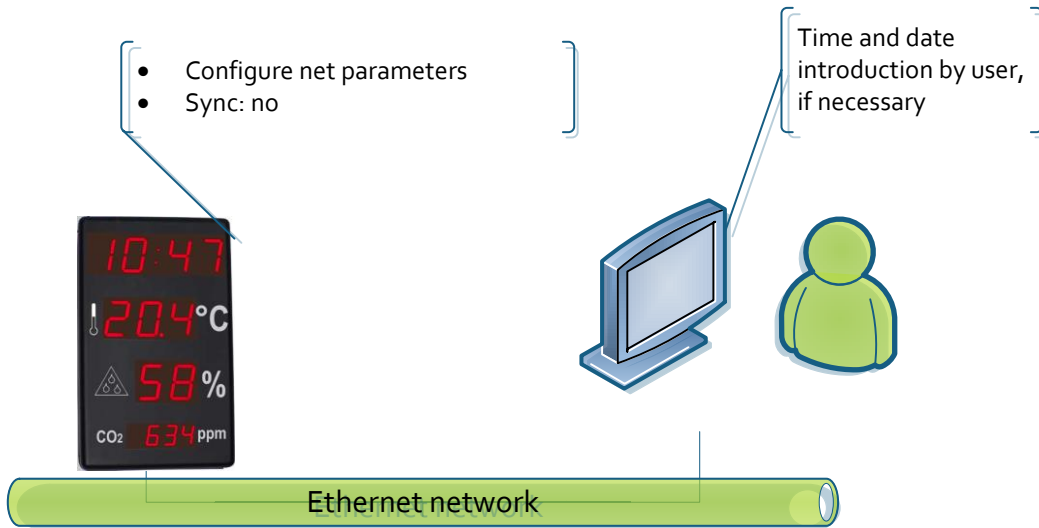 • Configure net parameters
• Sync: no
Time and date
introduction by user,
if necessary
10:47
20.4°C
58%
CO₂ 634 ppm
Ethernet network